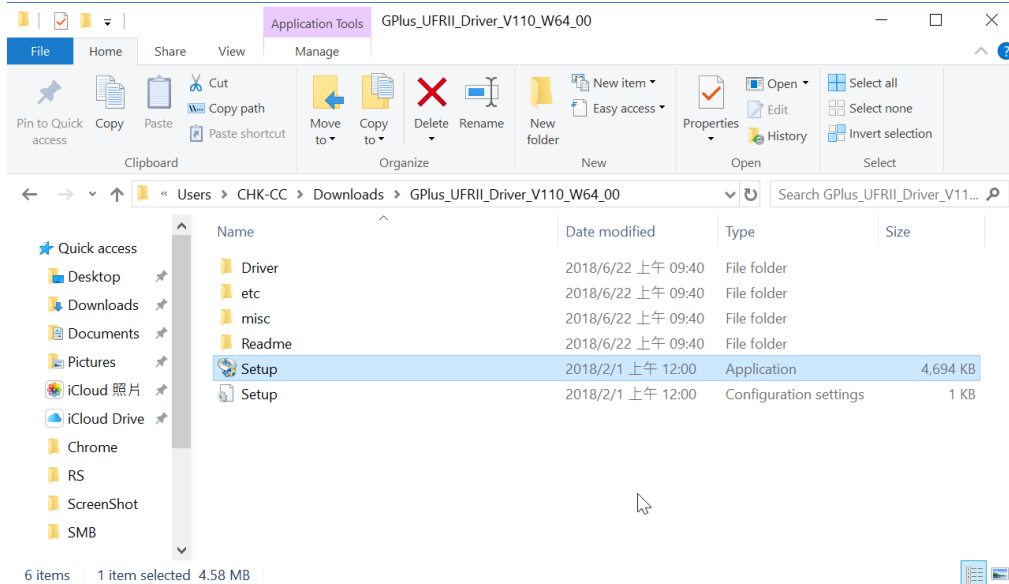 Application Tools GPlus_UFRII_Driver_V110_W64_00
File Home Share View Manage
Pin to Quick access
Copy
Paste
Cut
Copy path
Paste shortcut
Clipboard
Move to
Copy to
Delete
Rename
Organize
New folder
New item
Easy access
New
Properties
Open
Edit
History
Open
Select all
Select none
Invert selection
Select
« Users > CHK-CC > Downloads > GPlus_UFRII_Driver_V110_W64_00
Search GPlus_UFRII_Driver_V11...
Quick access
Desktop
Downloads
Documents
Pictures
iCloud 照片
iCloud Drive
Chrome
RS
ScreenShot
SMB
Name Date modified Type Size
Driver 2018/6/22 上午 09:40 File folder
etc 2018/6/22 上午 09:40 File folder
misc 2018/6/22 上午 09:40 File folder
Readme 2018/6/22 上午 09:40 File folder
Setup 2018/2/1 上午 12:00 Application 4,694 KB
Setup 2018/2/1 上午 12:00 Configuration settings 1 KB
6 items 1 item selected 4.58 MB